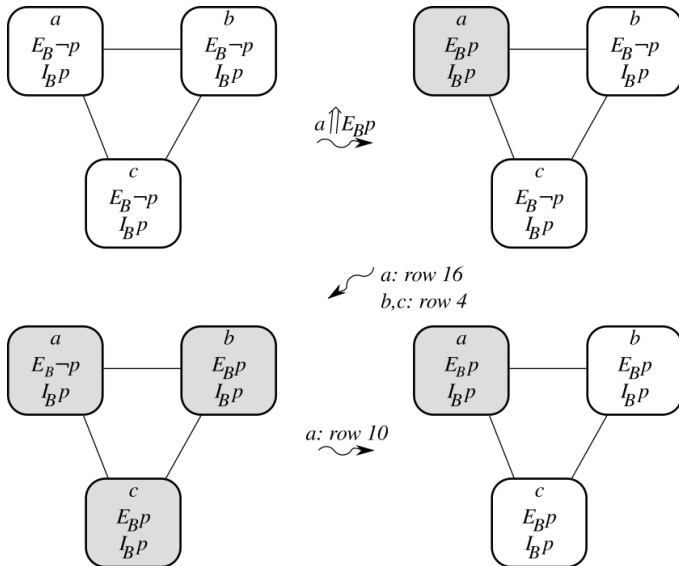 a
E_B¬p
I_Bp
b
E_B¬p
I_Bp
c
E_B¬p
I_Bp
a⇑E_Bp
a
E_Bp
I_Bp
b
E_B¬p
I_Bp
c
E_B¬p
I_Bp
a: row 16
b,c: row 4
a
E_B¬p
I_Bp
b
E_Bp
I_Bp
c
E_Bp
I_Bp
a: row 10
a
E_Bp
I_Bp
b
E_Bp
I_Bp
c
E_Bp
I_Bp